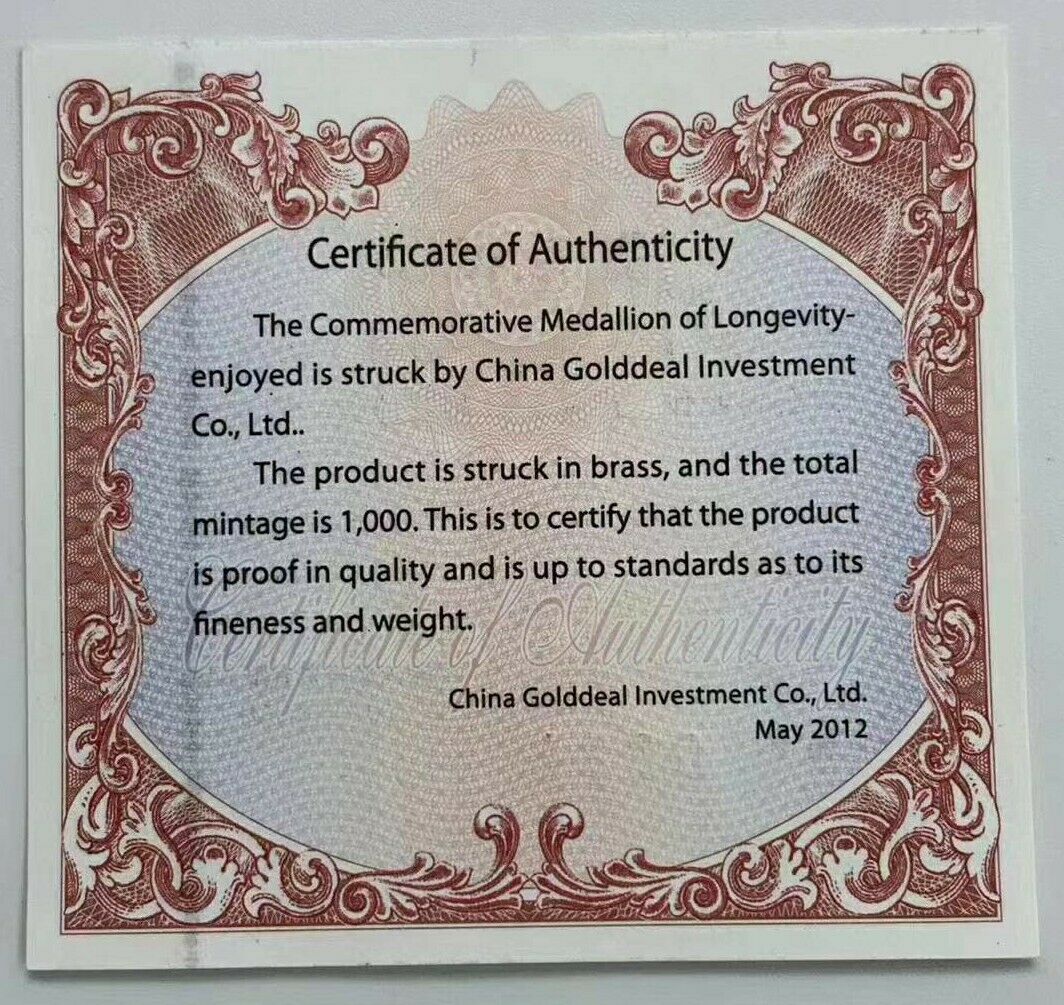 Certificate of Authenticity
The Commemorative Medallion of Longevity-
enjoyed is struck by China Golddeal Investment
Co., Ltd..
The product is struck in brass, and the total
mintage is 1,000. This is to certify that the product
is proof in quality and is up to standards as to its
fineness and weight.
Certificate of Authenticity
China Golddeal Investment Co., Ltd.
May 2012